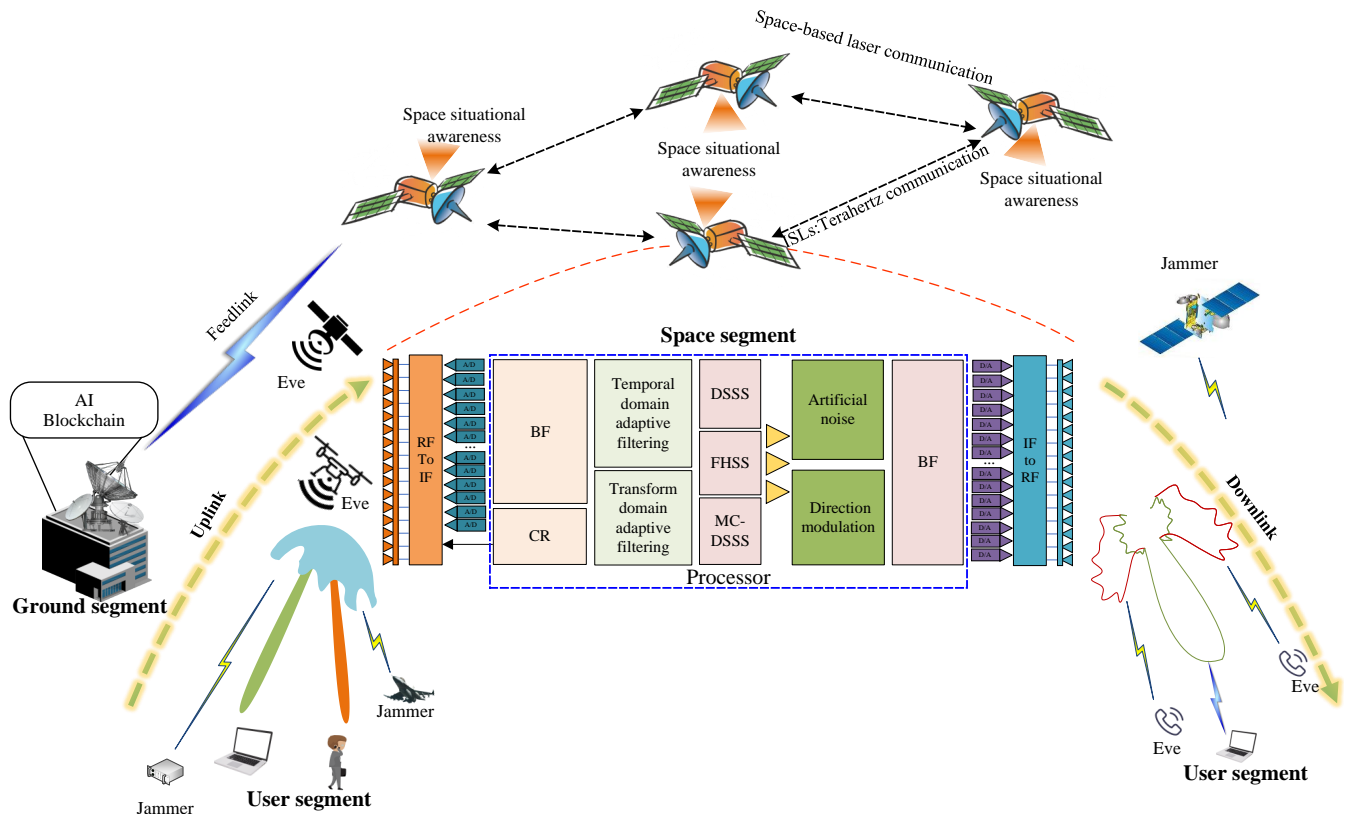 Space-based laser communication
Space situational
awareness
Space situational
awareness
Space situational
awareness
ISLs:Terahertz communication
Feedlink
Jammer
Eve
Space segment
AI
Blockchain
Uplink
Eve
RF
To
IF
A/D
A/D
A/D
A/D
A/D
A/D
...
A/D
A/D
A/D
A/D
A/D
BF
CR
Temporal
domain
adaptive
filtering
Transform
domain
adaptive
filtering
DSSS
FHSS
MC-
DSSS
Artificial
noise
Direction
modulation
BF
Processor
D/A
D/A
D/A
D/A
D/A
D/A
D/A
...
D/A
D/A
D/A
D/A
D/A
D/A
D/A
IF
to
RF
Downlink
Ground segment
Jammer
Jammer
User segment
Eve
Eve
User segment